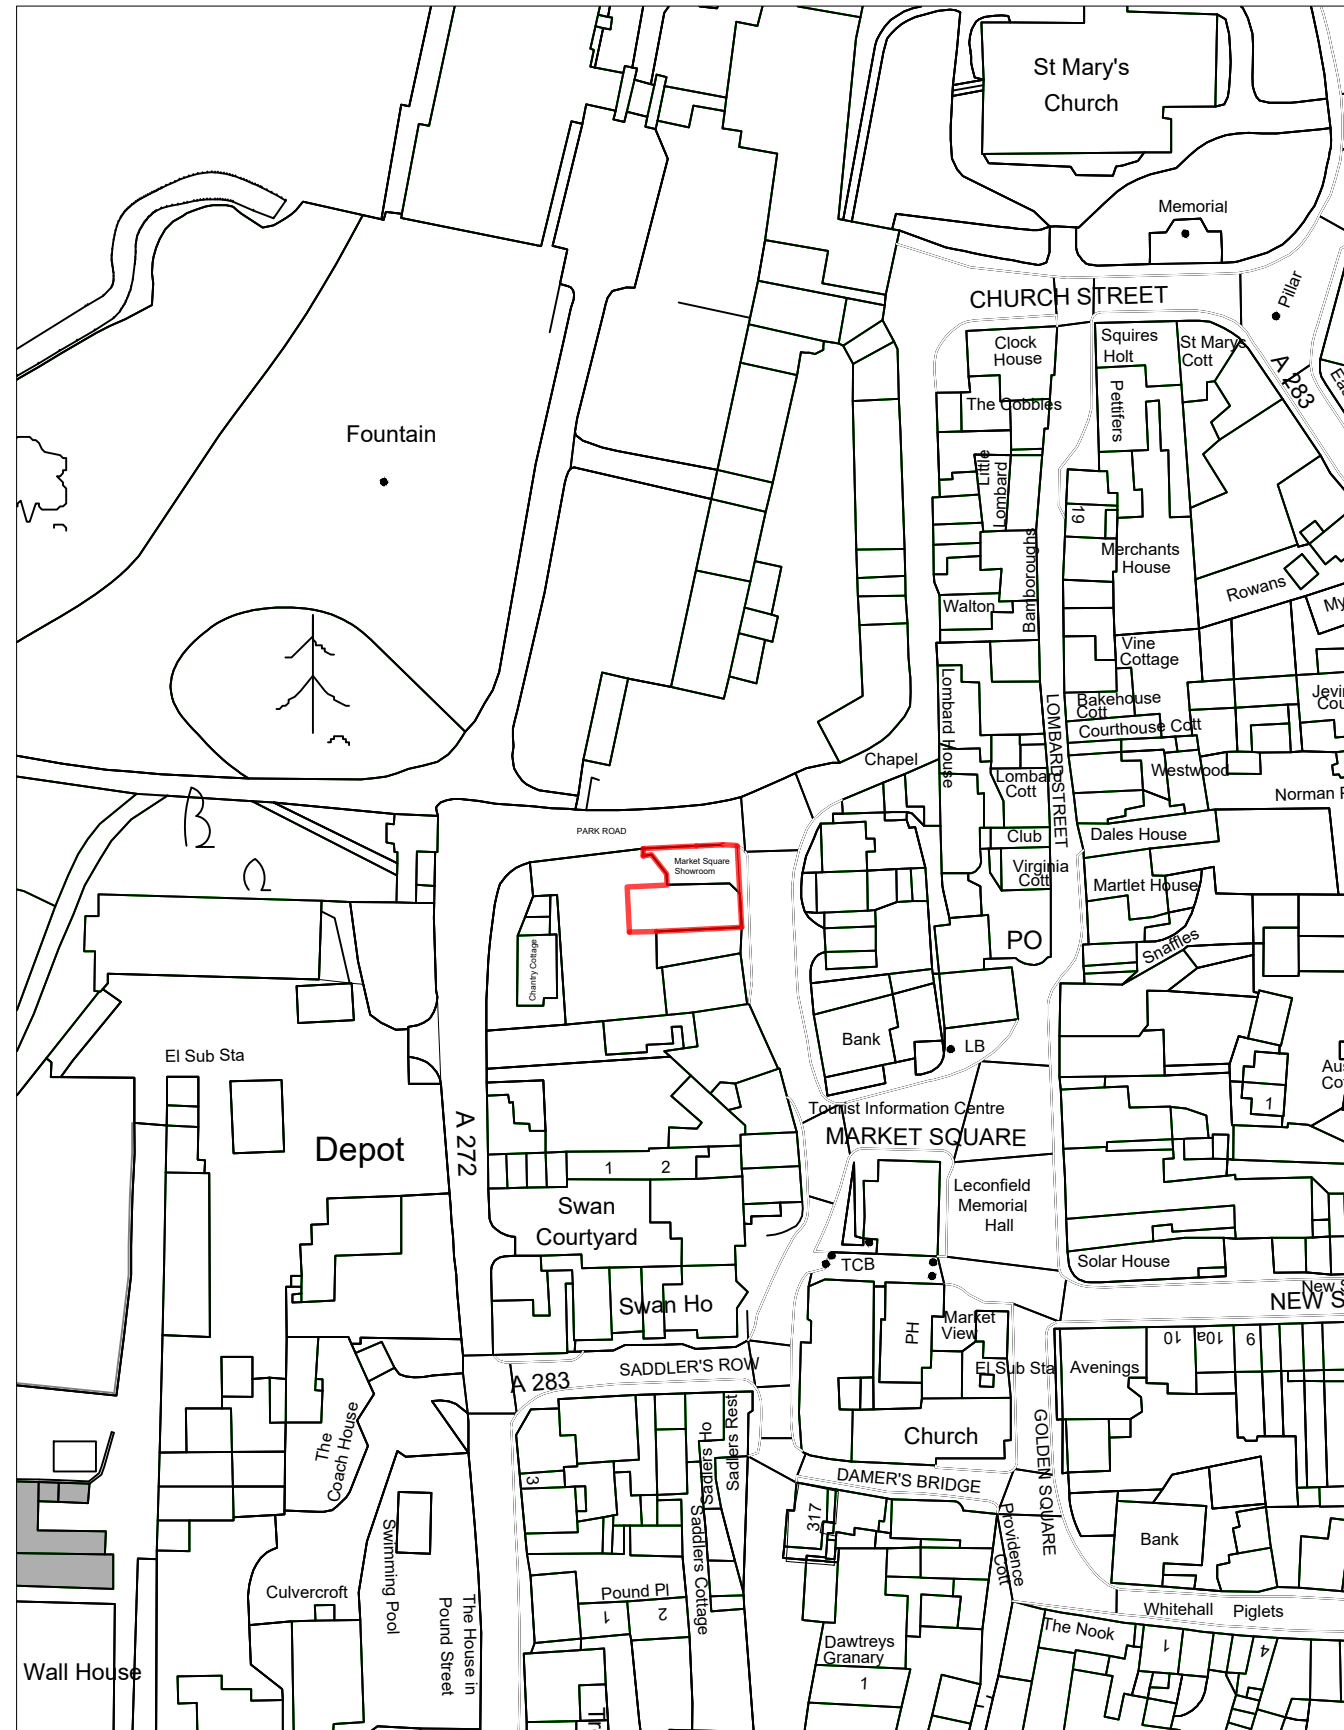 St Mary's
Church
Memorial
Pillar
CHURCH STREET
Clock
House
Squires
Holt
St Marys
Cott
A 283
The Cobbles
Pettifers
Fountain
Little
Lombard
19
Bamboroughs
Merchants
House
Rowans
Walton
Vine
Cottage
Lombard House
LOMBARD STREET
Bakehouse
Cott
Courthouse Cott
Chapel
Westwood
Lombard
Cott
Norman
PARK ROAD
Club
Dales House
Market Square
Showroom
Virginia
Cott
Martlet House
PO
Snaffles
Chantry Cottage
Bank
LB
El Sub Sta
1
Tourist Information Centre
MARKET SQUARE
Depot
A 272
1
2
Leconfield
Memorial
Hall
Swan
Courtyard
TCB
Solar House
Swan Ho
PH
Market
View
10
10a
9
El Sub Sta
Avenings
SADDLER'S ROW
A 283
The
Coach House
Sadlers Ho
Sadlers Rest
Church
GOLDEN SQUARE
3
DAMER'S BRIDGE
317
Providence
Cott
Bank
Swimming Pool
Saddlers Cottage
Culvercroft
The House in
Pound Street
Pound Pl
1
2
Whitehall
Piglets
The Nook
1
4
Dawtreys
Granary
1
Wall House